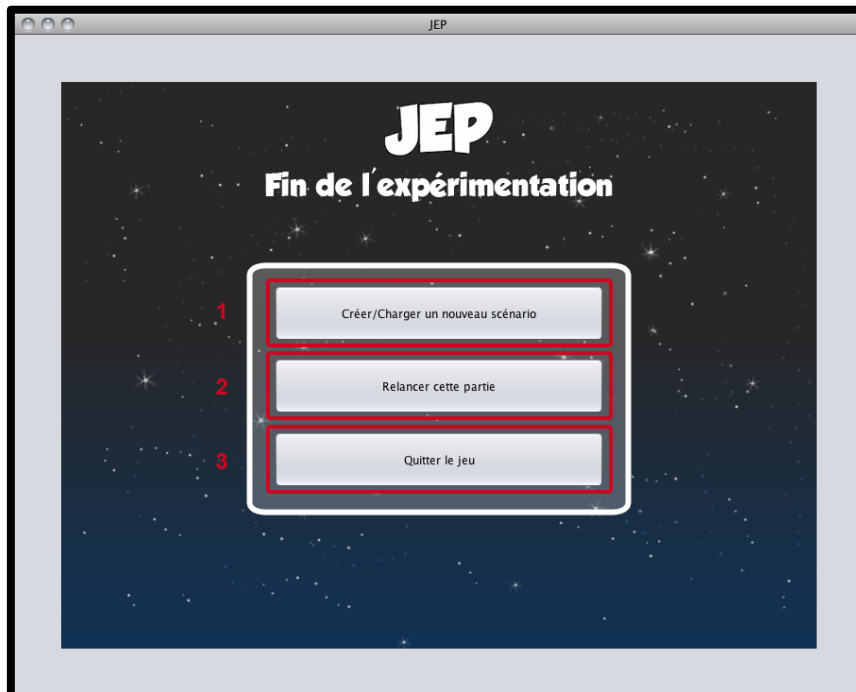 JEP
JEP
Fin de l'expérimentation
1
Créer/Charger un nouveau scénario
2
Relancer cette partie
3
Quitter le jeu